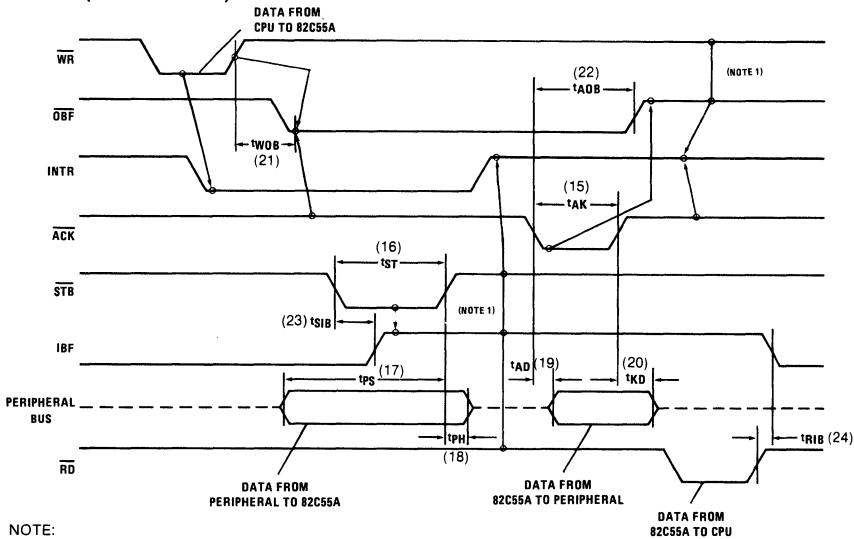 DATA FROM
CPU TO 82C55A
WR
(NOTE 1)
(22)
tAOB
OBF
tWOB
(21)
INTR
(15)
tAK
ACK
(16)
tST
STB
(NOTE 1)
(23) tSIB
IBF
tPS (17)
tAD (19)
(20)
tKD
PERIPHERAL
BUS
tPH
(18)
tRIB (24)
RD
DATA FROM
PERIPHERAL TO 82C55A
DATA FROM
82C55A TO PERIPHERAL
DATA FROM
82C55A TO CPU
NOTE: